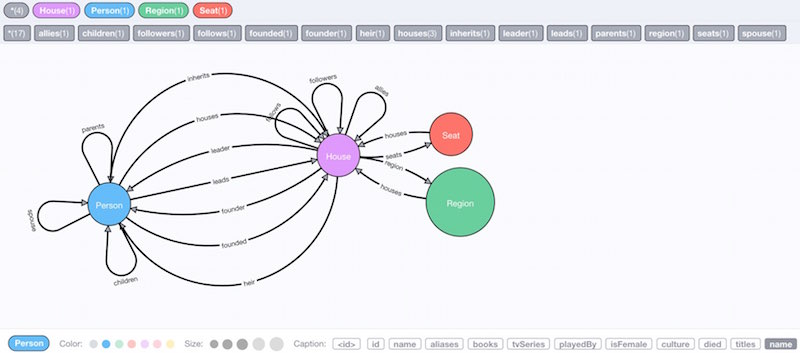 *(4) House(1) Person(1) Region(1) Seat(1)
*(17) allies(1) children(1) followers(1) follows(1) founded(1) founder(1) heir(1) houses(3) inherits(1) leader(1) leads(1) parents(1) region(1) seats(1) spouse(1)
inherits
followers
allies
follows
houses
parents
houses
Seat
leader
House
seats
region
leads
houses
Person
founder
Region
spouse
founded
children
heir
Person Color: Size: Caption: <id> id name aliases books tvSeries playedBy isFemale culture died titles name